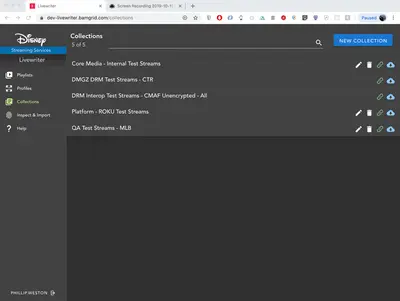 Livewriter
Screen Recording 2019-10-11
dev-livewriter.bamgrid.com/collections
Paused
DISNEY
Streaming Services
Livewriter
Playlists
Profiles
Collections
Inspect & Import
Help
PHILLIP.WESTON
Collections
5 of 5
NEW COLLECTION
Core Media - Internal Test Streams
DMGZ DRM Test Streams - CTR
DRM Interop Test Streams - CMAF Unencrypted - All
Platform - ROKU Test Streams
QA Test Streams - MLB